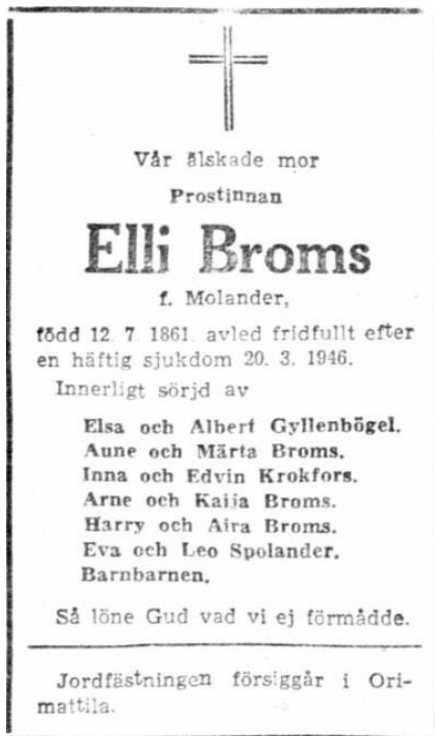 Vår älskade mor
Prostinnan
Elli Broms
f. Molander,
född 12. 7 1861 avled fridfullt efter
en häftig sjukdom 20. 3. 1946.
Innerligt sörjd av
Elsa och Albert Gyllenbögel.
Aune och Märta Broms.
Inna och Edvin Krokfors.
Arne och Kaija Broms.
Harry och Aira Broms.
Eva och Leo Spolander.
Barnbarnen.
Så löne Gud vad vi ej förmådde.
Jordfästningen försiggår i Ori-
mattila.